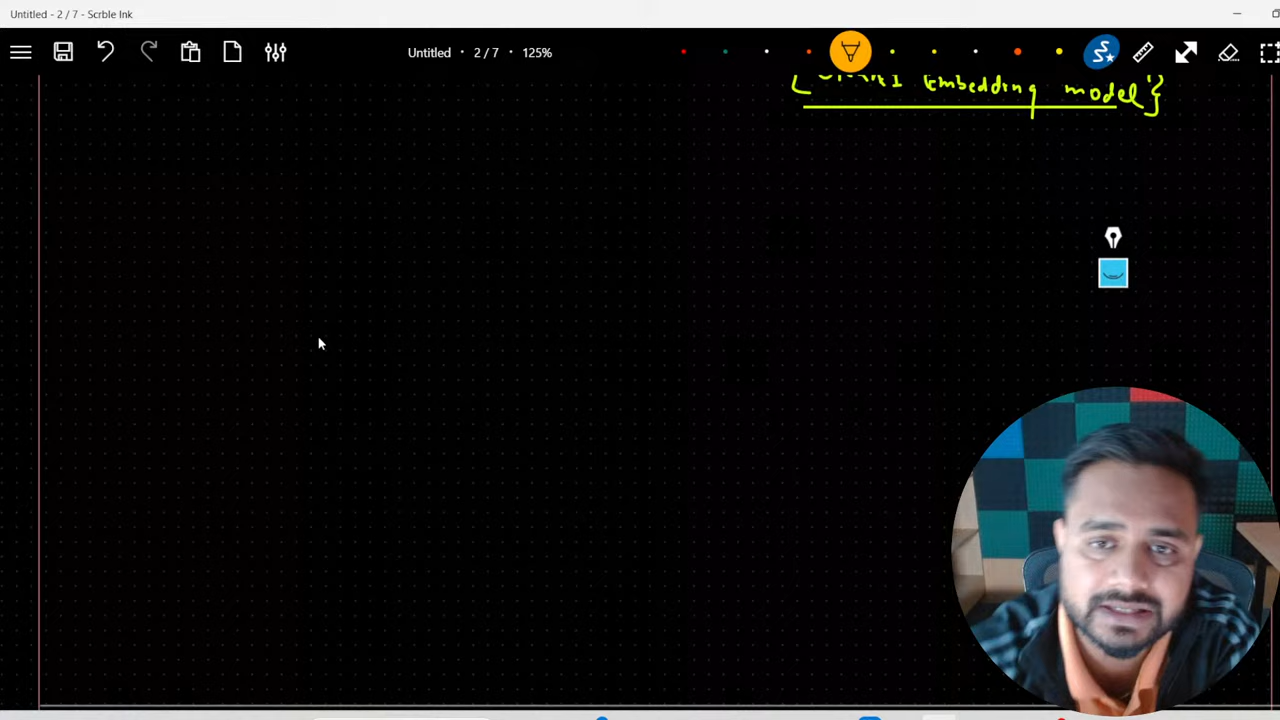 Untitled - 2 / 7 - Scrble Ink
Untitled • 2 / 7 • 125%
Embedding model}